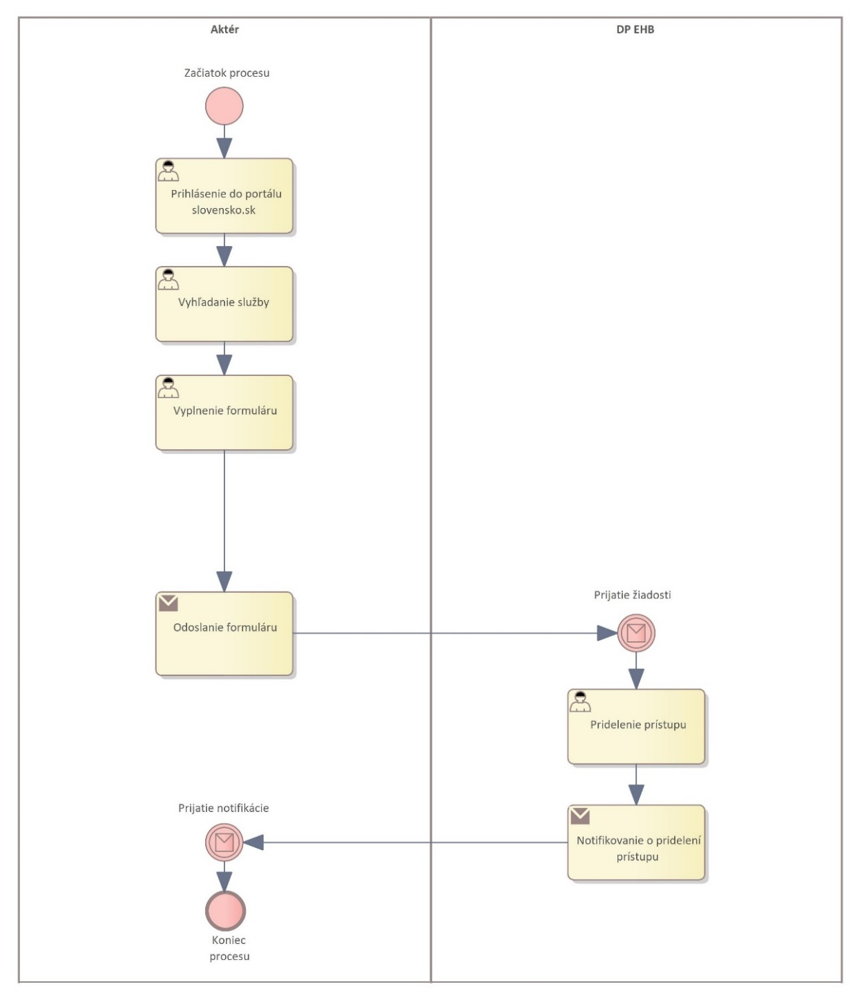 Aktér
DP EHB
Začiatok procesu
Prihlásenie do portálu
slovensko.sk
Vyhľadanie služby
Vyplnenie formuláru
Odoslanie formuláru
Prijatie žiadosti
Pridelenie prístupu
Notifikovanie o pridelení
prístupu
Prijatie notifikácie
Koniec
procesu